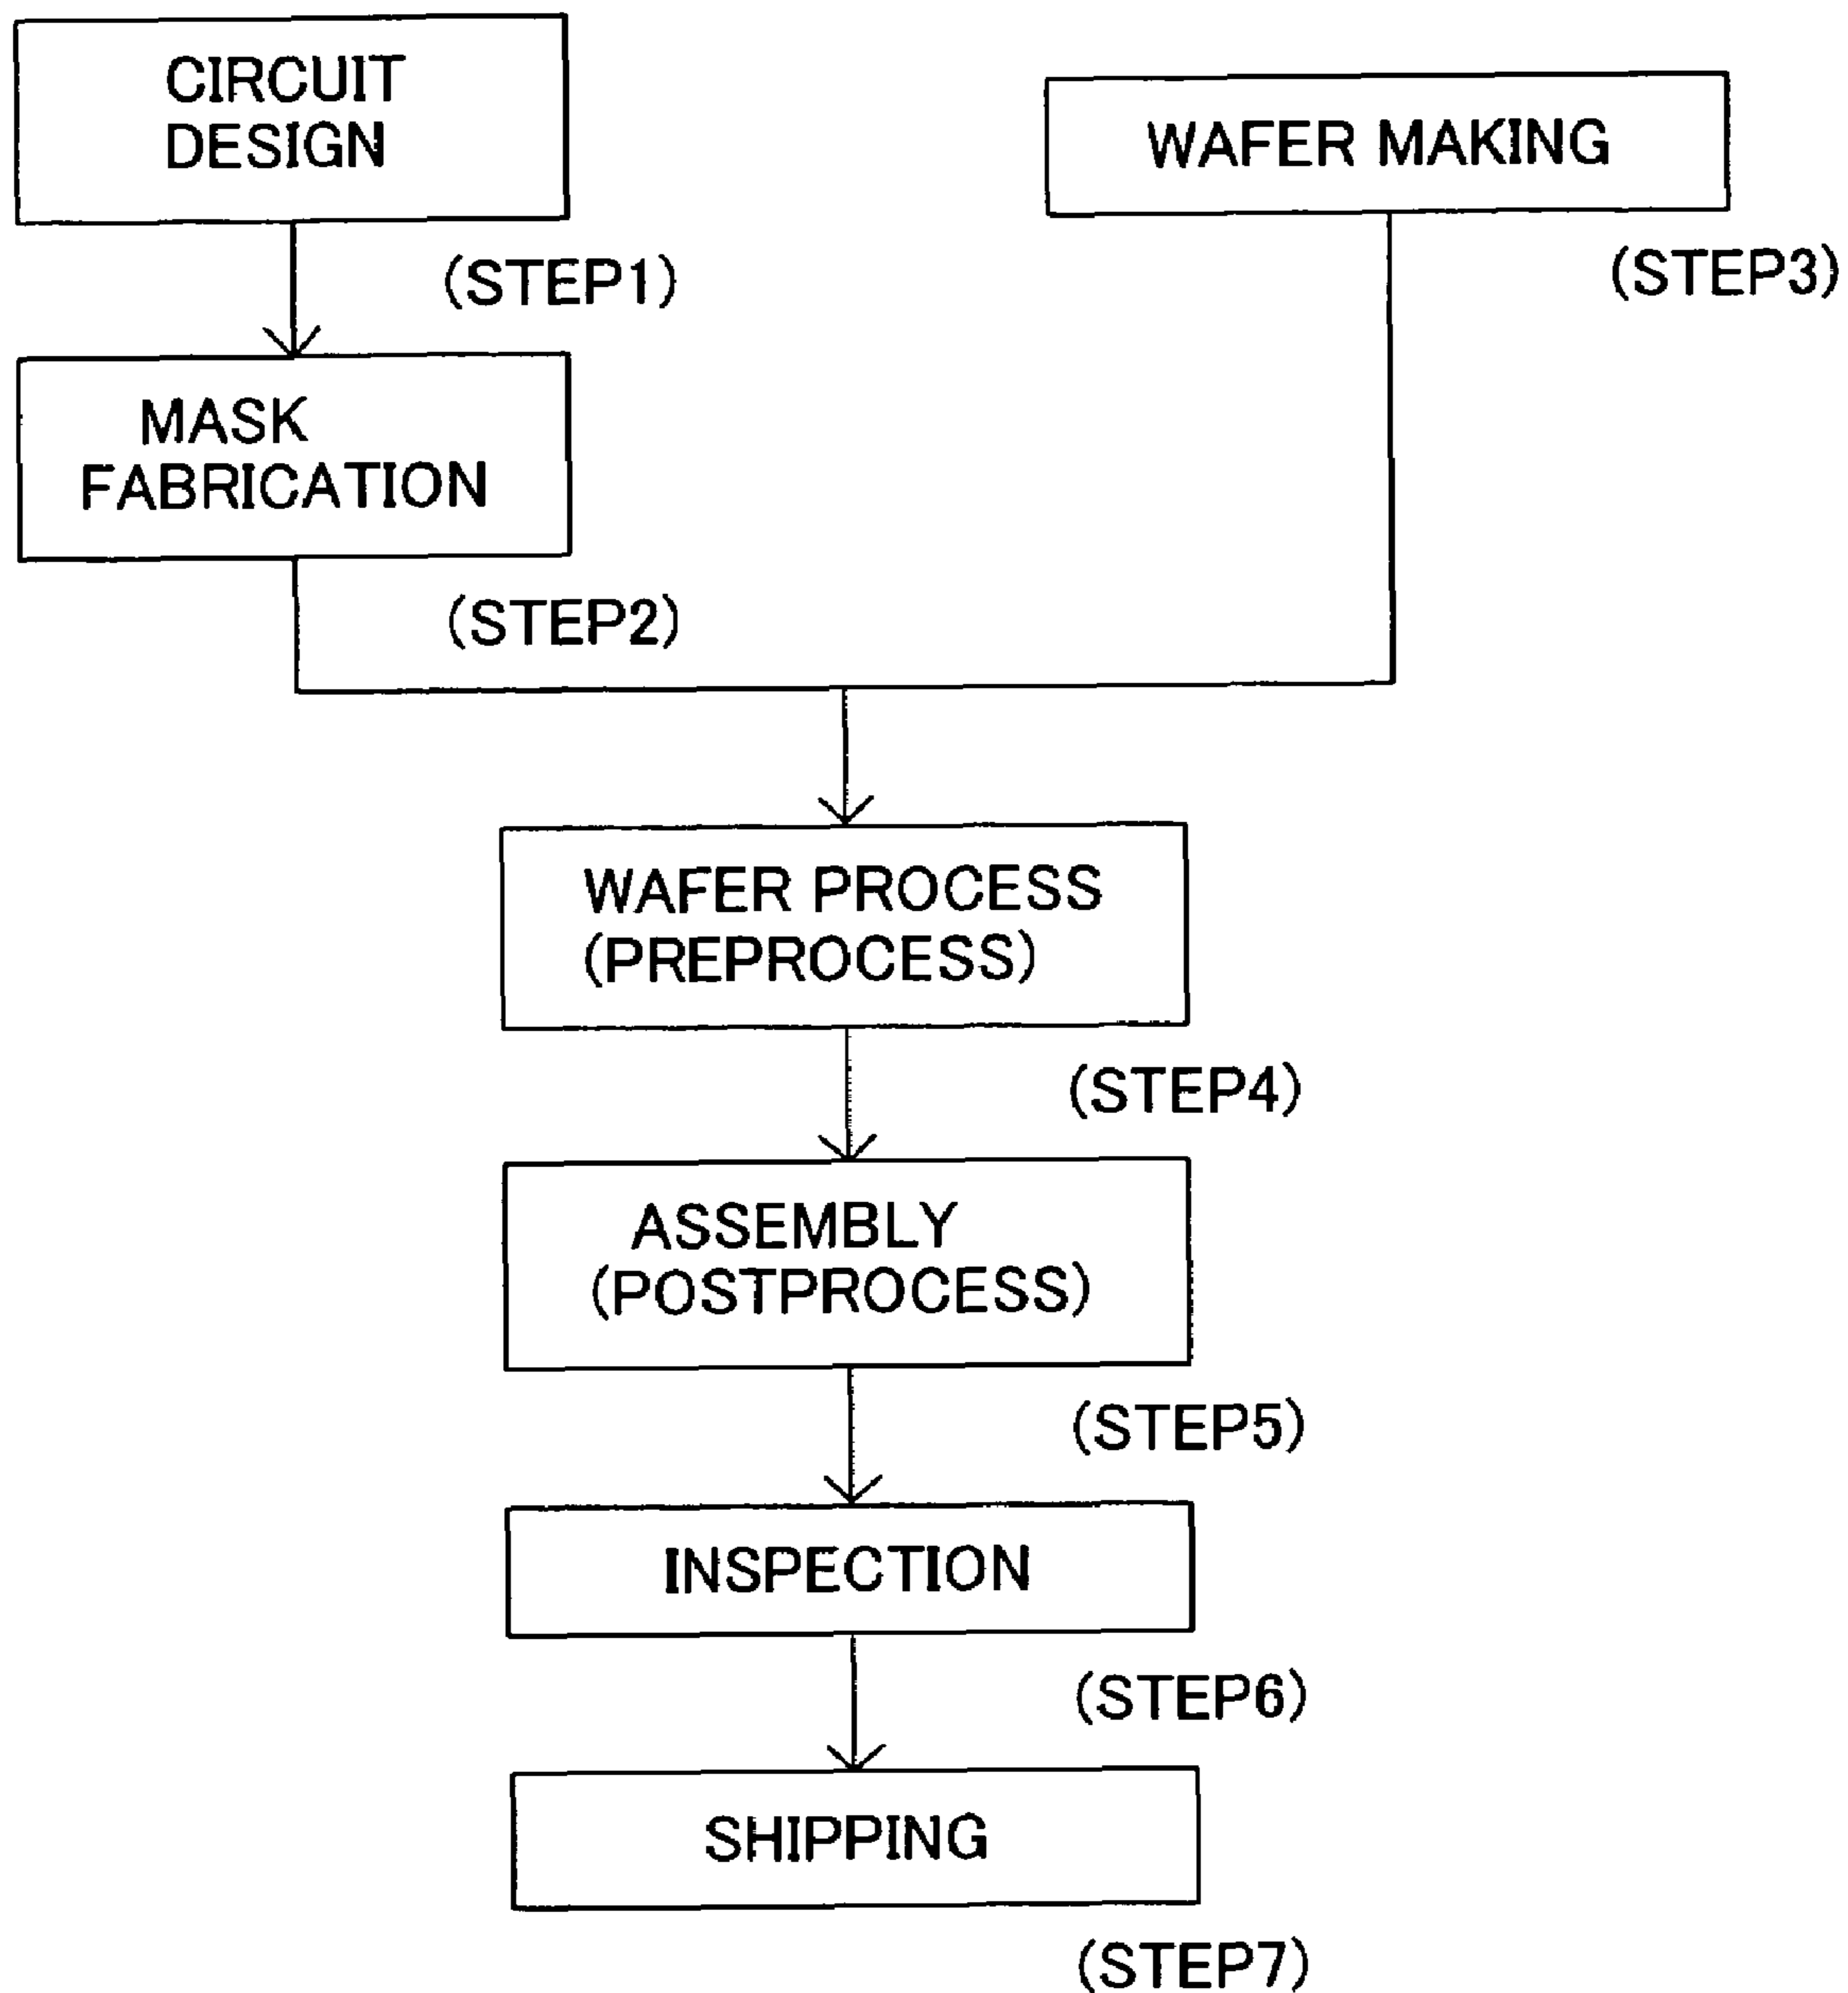 CIRCUIT
DESIGN
(STEP1)
MASK
FABRICATION
(STEP2)
WAFER MAKING
(STEP3)
WAFER PROCESS
(PREPROCESS)
(STEP4)
ASSEMBLY
(POSTPROCESS)
(STEP5)
INSPECTION
(STEP6)
SHIPPING
(STEP7)